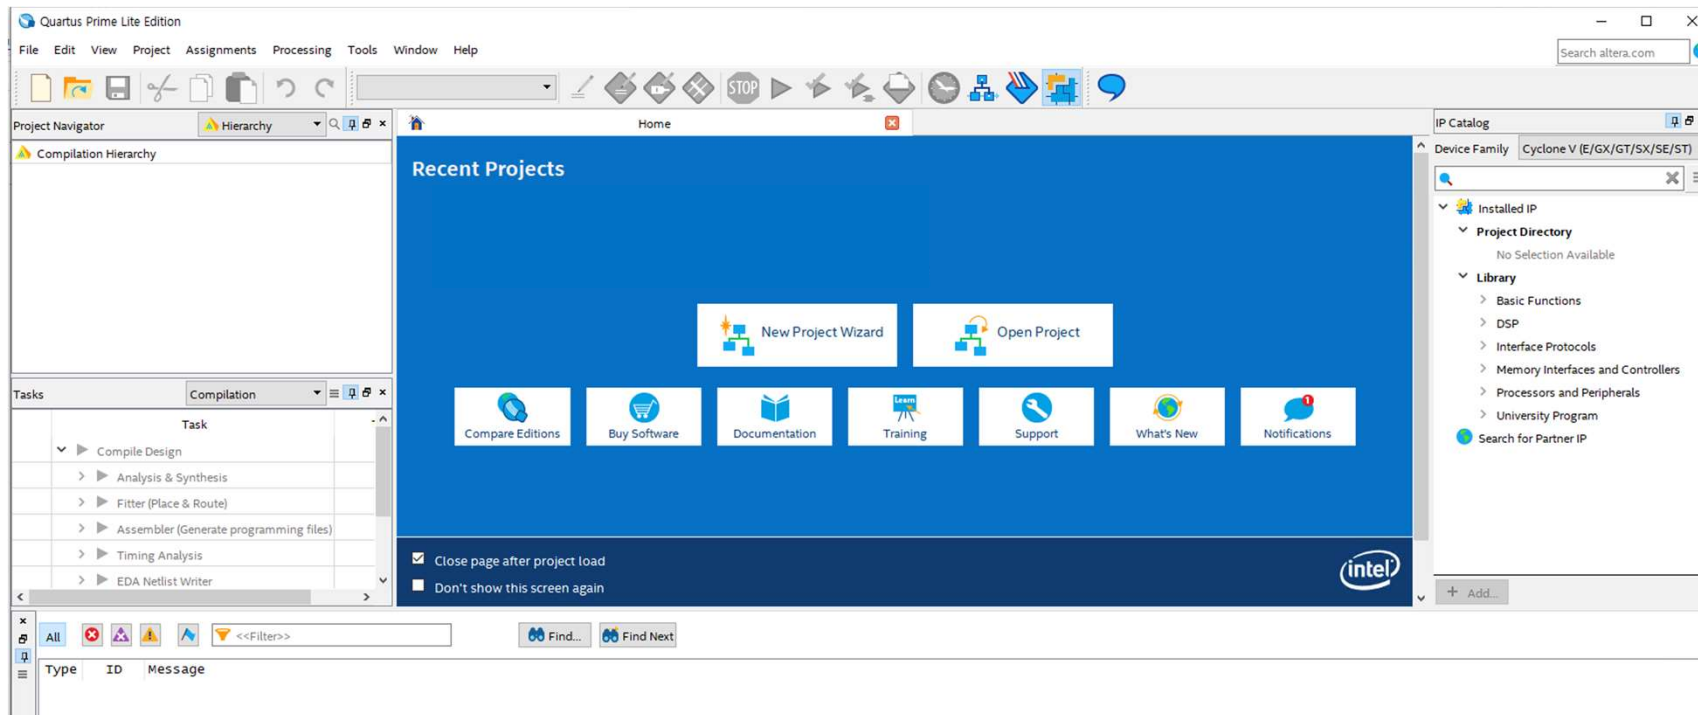 Quartus Prime Lite Edition
File Edit View Project Assignments Processing Tools Window Help
Search altera.com
STOP
Project Navigator
Hierarchy
Compilation Hierarchy
Tasks
Compilation
Task
Compile Design
Analysis & Synthesis
Fitter (Place & Route)
Assembler (Generate programming files)
Timing Analysis
EDA Netlist Writer
Home
Recent Projects
New Project Wizard
Open Project
Compare Editions
Buy Software
Documentation
Learn
Training
Support
What's New
1
Notifications
Close page after project load
Don't show this screen again
intel
IP Catalog
Device Family Cyclone V (E/GX/GT/SX/SE/ST)
Installed IP
Project Directory
No Selection Available
Library
Basic Functions
DSP
Interface Protocols
Memory Interfaces and Controllers
Processors and Peripherals
University Program
Search for Partner IP
+ Add...
All
<<Filter>>
Find...
Find Next
Type ID Message